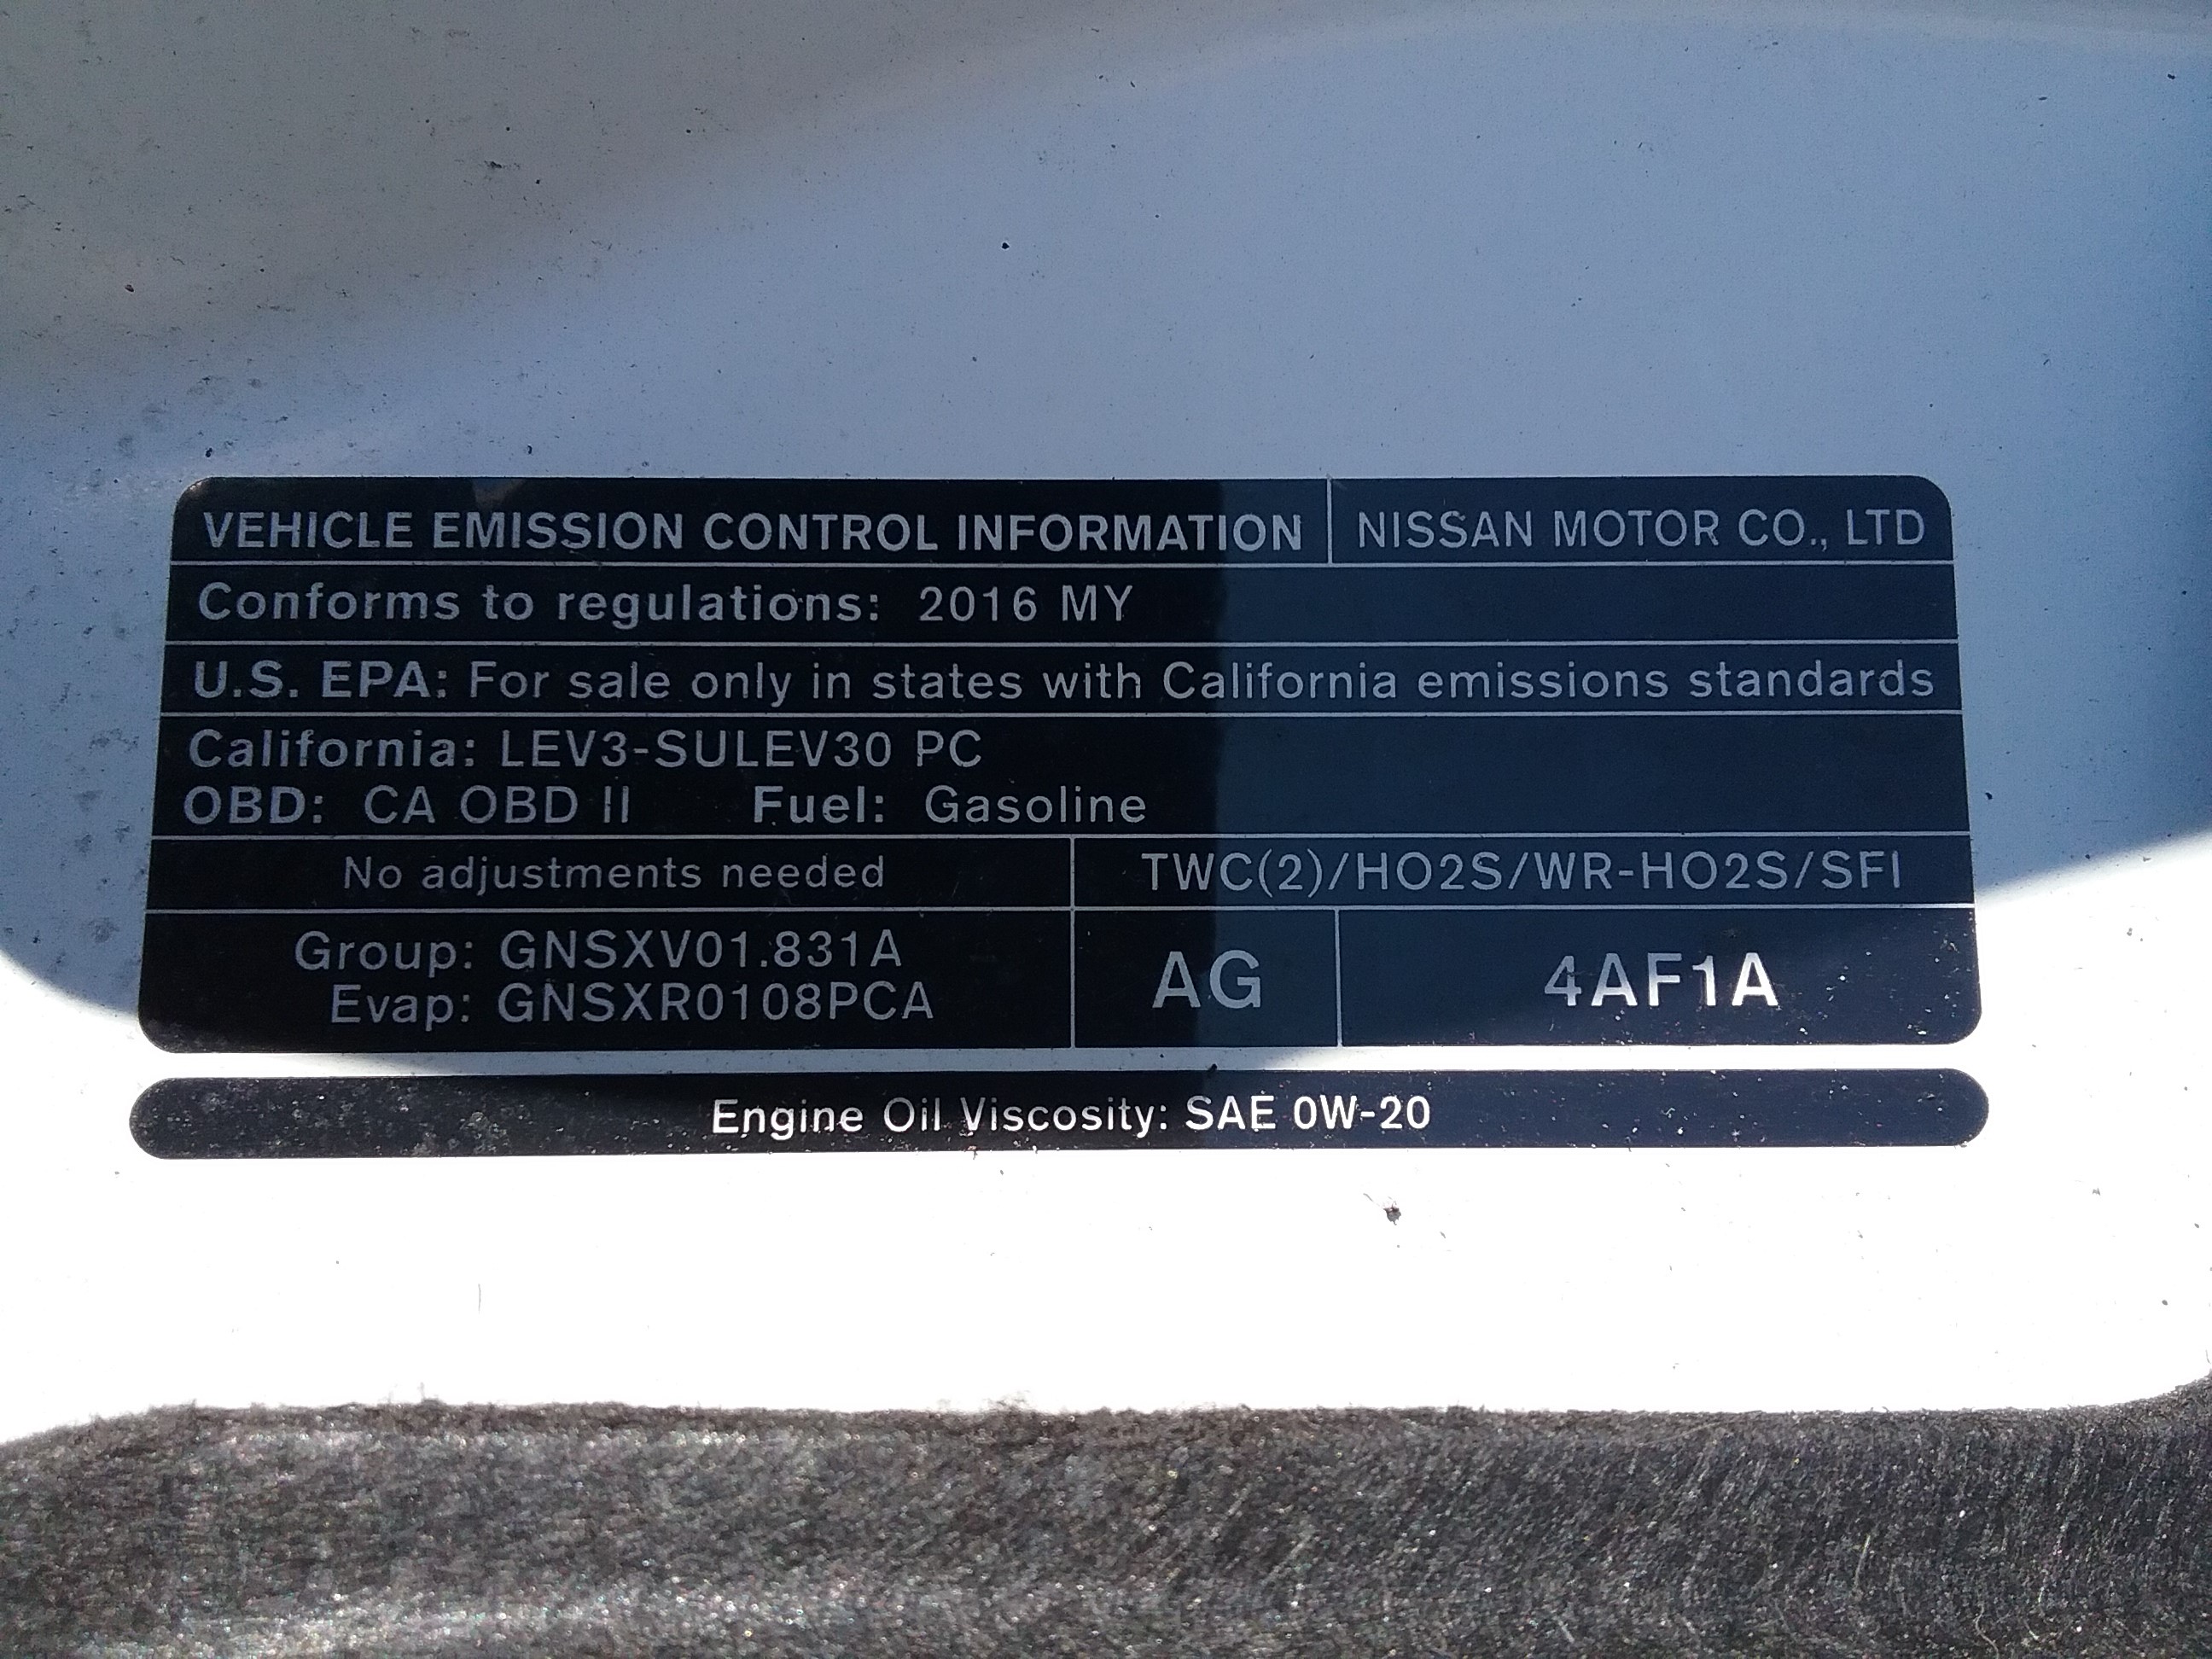 VEHICLE EMISSION CONTROL INFORMATION NISSAN MOTOR CO., LTD
Conforms to regulations: 2016 MY
U.S. EPA: For sale only in states with California emissions standards
California: LEV3-SULEV30 PC
OBD: CA OBD II Fuel: Gasoline
No adjustments needed TWC(2)/HO2S/WR-HO2S/SFI
Group: GNSXV01.831A
Evap: GNSXR0108PCA
AG 4AF1A
Engine Oil Viscosity: SAE 0W-20